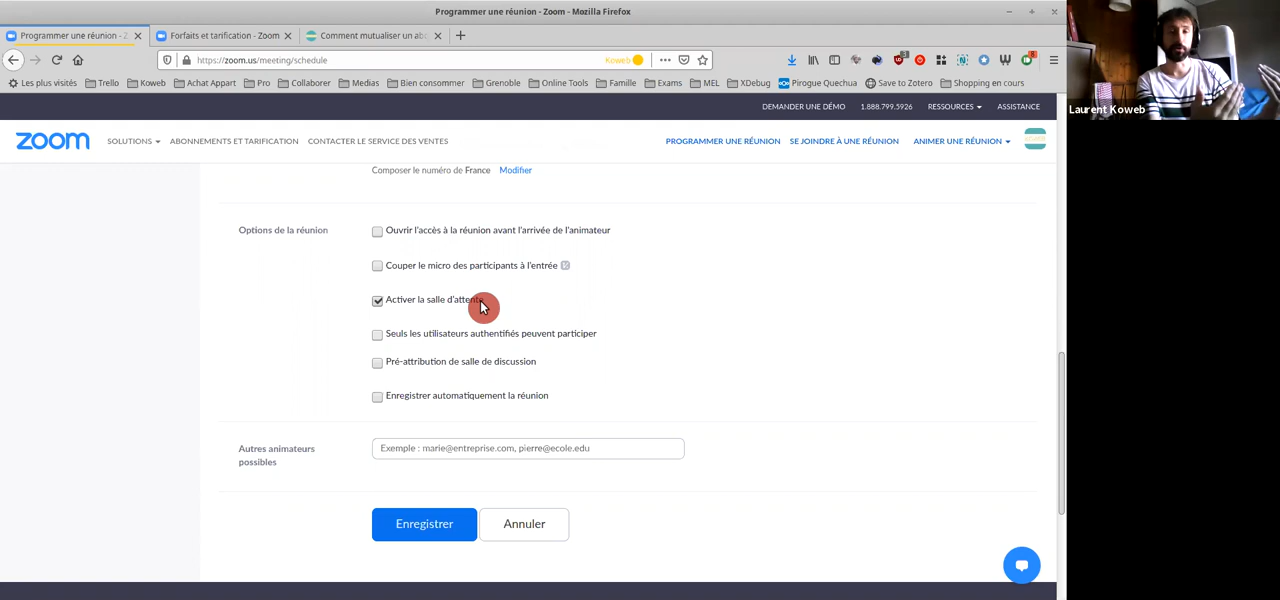 Programmer une réunion - Zoom - Mozilla Firefox
Programmer une réunion - Z
Forfaits et tarification - Zoom
Comment mutualiser un abo
https://zoom.us/meeting/schedule
Koweb
Les plus visités
Trello
Koweb
Achat Appart
Pro
Collaborer
Medias
Bien consommer
Grenoble
Online Tools
Famille
Exams
MEL
XDebug
Pirogue Quechua
Save to Zotero
Shopping en cours
Laurent Koweb
DEMANDER UNE DÉMO
1.888.799.5926
RESSOURCES
ASSISTANCE
zoom
SOLUTIONS
ABONNEMENTS ET TARIFICATION
CONTACTER LE SERVICE DES VENTES
PROGRAMMER UNE RÉUNION
SE JOINDRE À UNE RÉUNION
ANIMER UNE RÉUNION
Composer le numéro de France Modifier
Options de la réunion
Ouvrir l'accès à la réunion avant l'arrivée de l'animateur
Couper le micro des participants à l'entrée
Activer la salle d'attente
Seuls les utilisateurs authentifiés peuvent participer
Pré-attribution de salle de discussion
Enregistrer automatiquement la réunion
Autres animateurs
possibles
Exemple : marie@entreprise.com, pierre@ecole.edu
Enregistrer
Annuler